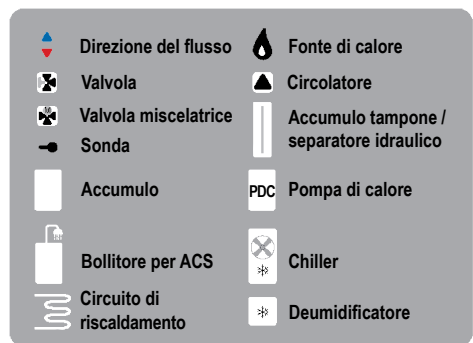 Direzione del flusso
Valvola
Valvola miscelatrice
Sonda
Accumulo
Bollitore per ACS
Circuito di
riscaldamento
Fonte di calore
Circolatore
Accumulo tampone /
separatore idraulico
PDC Pompa di calore
Chiller
Deumidificatore